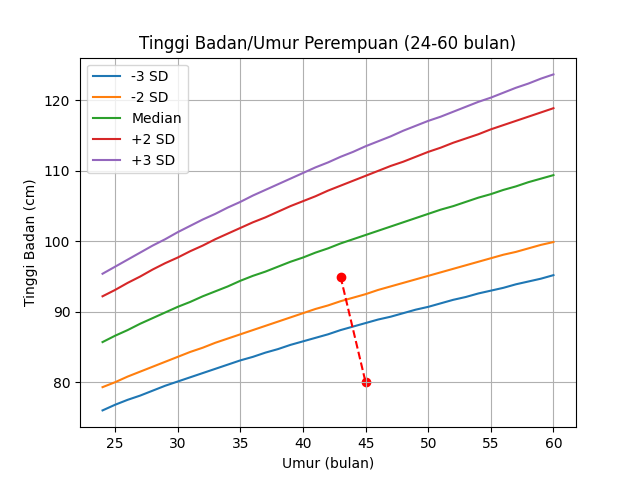 Tinggi Badan/Umur Perempuan (24-60 bulan)
-3 SD
-2 SD
Median
+2 SD
+3 SD
Tinggi Badan (cm)
120
110
100
90
80
25 30 35 40 45 50 55 60
Umur (bulan)